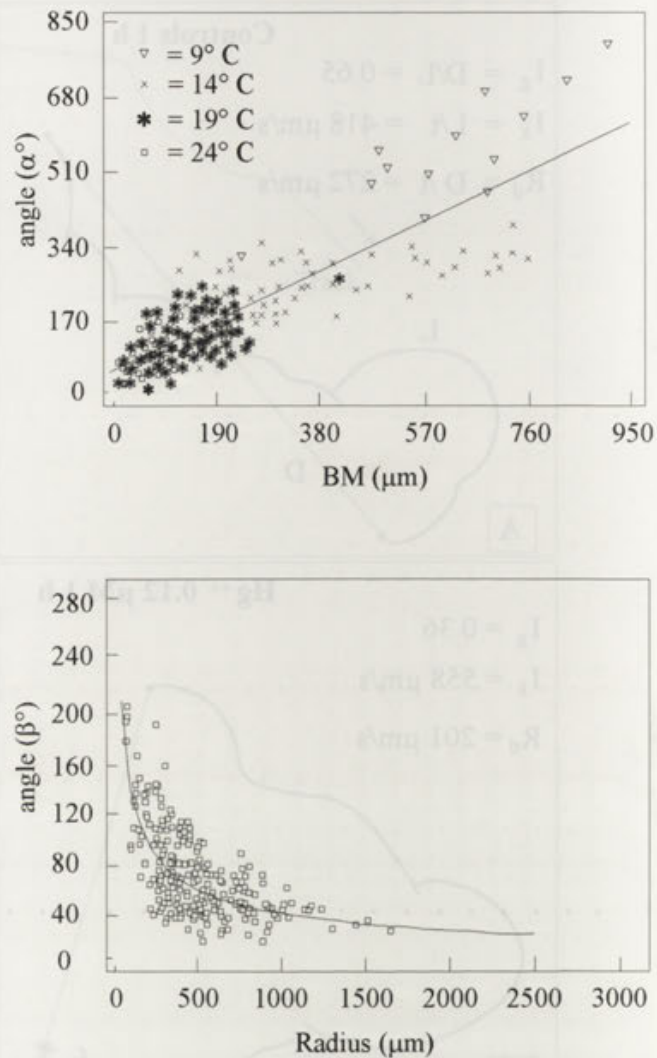 850
680
510
340
170
0
angle (α°)
▽ = 9° C
× = 14° C
✱ = 19° C
□ = 24° C
0 190 380 570 760 950
BM (µm)
280
240
200
160
120
80
40
0
angle (β°)
0 500 1000 1500 2000 2500 3000
Radius (µm)